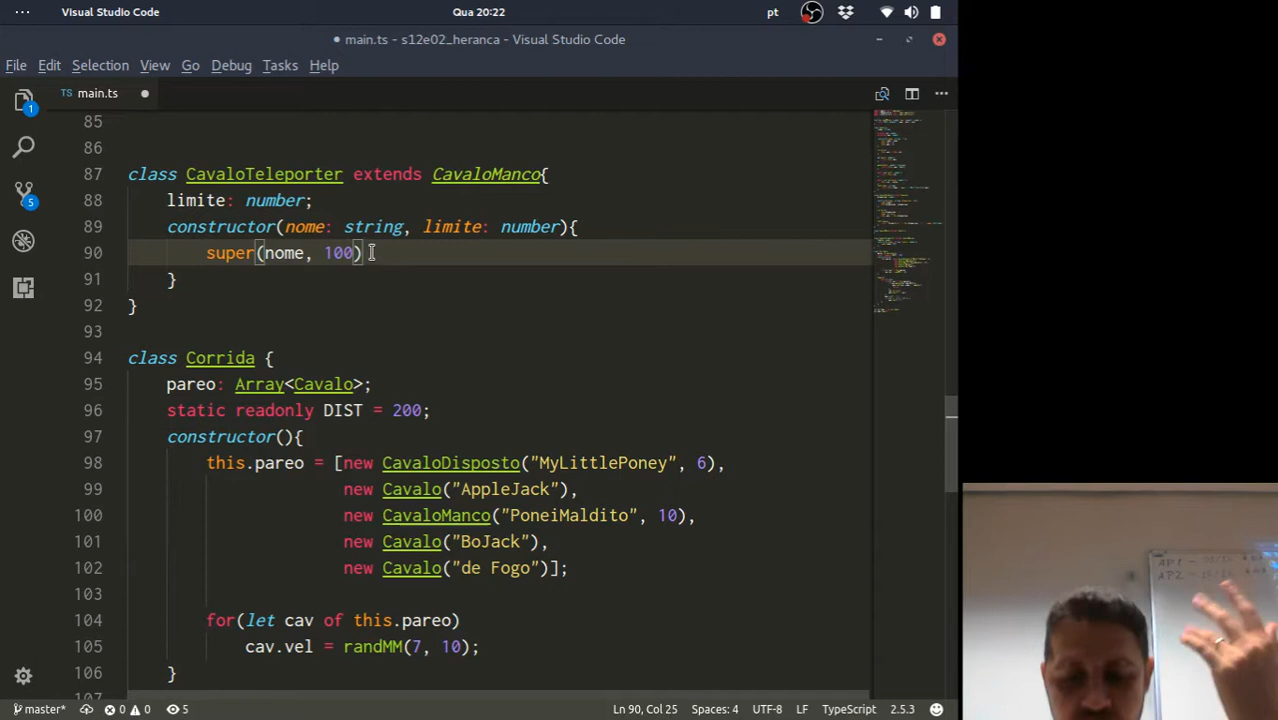 Visual Studio Code
Qua 20:22
pt
main.ts - s12e02_heranca - Visual Studio Code
File Edit Selection View Go Debug Tasks Help
TS main.ts
1
5
85
86
87 class CavaloTeleporter extends CavaloManco{
88 limite: number;
89 constructor(nome: string, limite: number){
90 super(nome, 100)
91 }
92 }
93
94 class Corrida {
95 pareo: Array<Cavalo>;
96 static readonly DIST = 200;
97 constructor(){
98 this.pareo = [new CavaloDisposto("MyLittlePoney", 6),
99 new Cavalo("AppleJack"),
100 new CavaloManco("PoneiMaldito", 10),
101 new Cavalo("BoJack"),
102 new Cavalo("de Fogo")];
103
104 for(let cav of this.pareo)
105 cav.vel = randMM(7, 10);
106 }
107
master* 0 0 5 Ln 90, Col 25 Spaces: 4 UTF-8 LF TypeScript 2.5.3
AP1 -
AP2 -